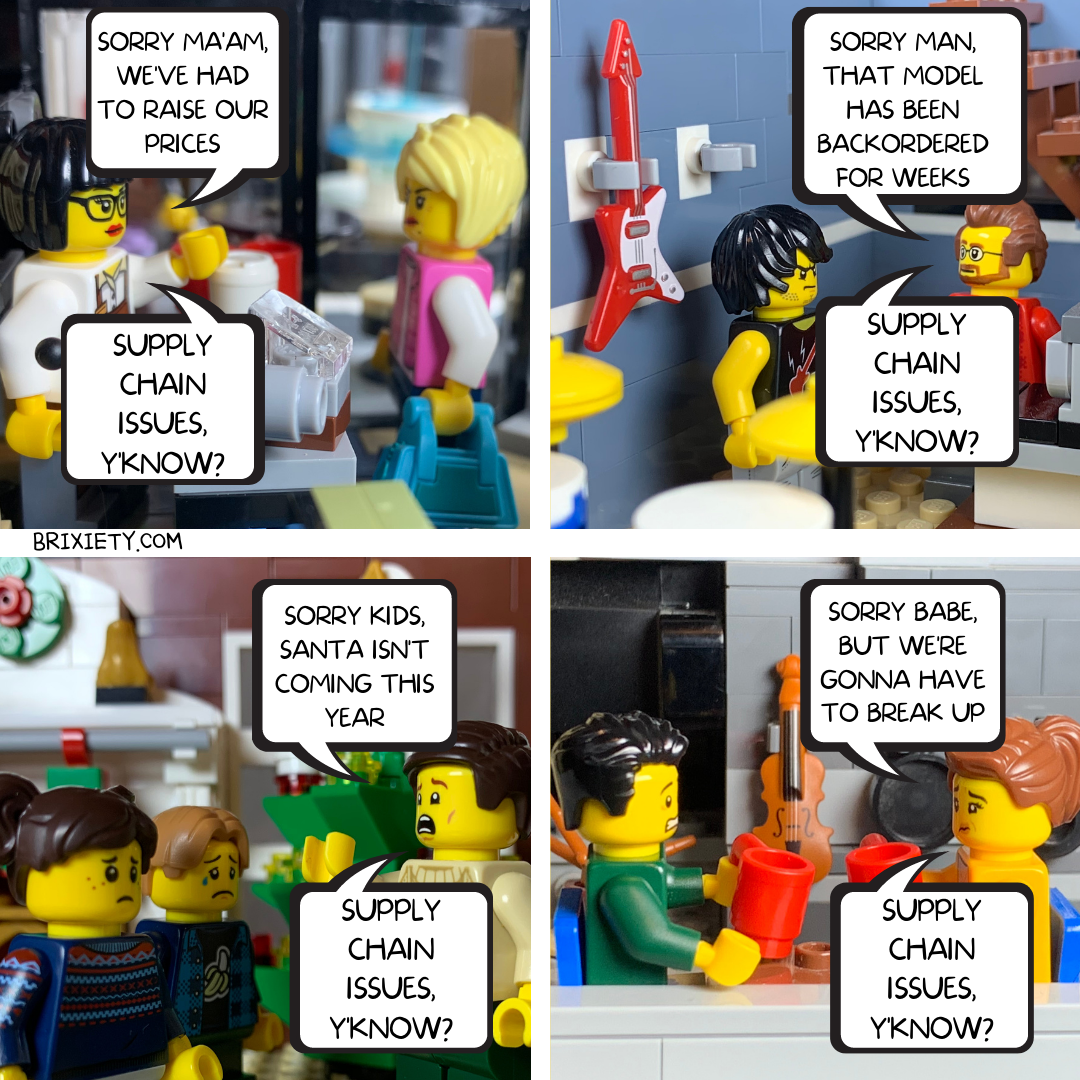 SORRY MA'AM,
WE'VE HAD
TO RAISE OUR
PRICES
SUPPLY
CHAIN
ISSUES,
Y'KNOW?
SORRY MAN,
THAT MODEL
HAS BEEN
BACKORDERED
FOR WEEKS
SUPPLY
CHAIN
ISSUES,
Y'KNOW?
BRIXIETY.COM
SORRY KIDS,
SANTA ISN'T
COMING THIS
YEAR
SUPPLY
CHAIN
ISSUES,
Y'KNOW?
SORRY BABE,
BUT WE'RE
GONNA HAVE
TO BREAK UP
SUPPLY
CHAIN
ISSUES,
Y'KNOW?